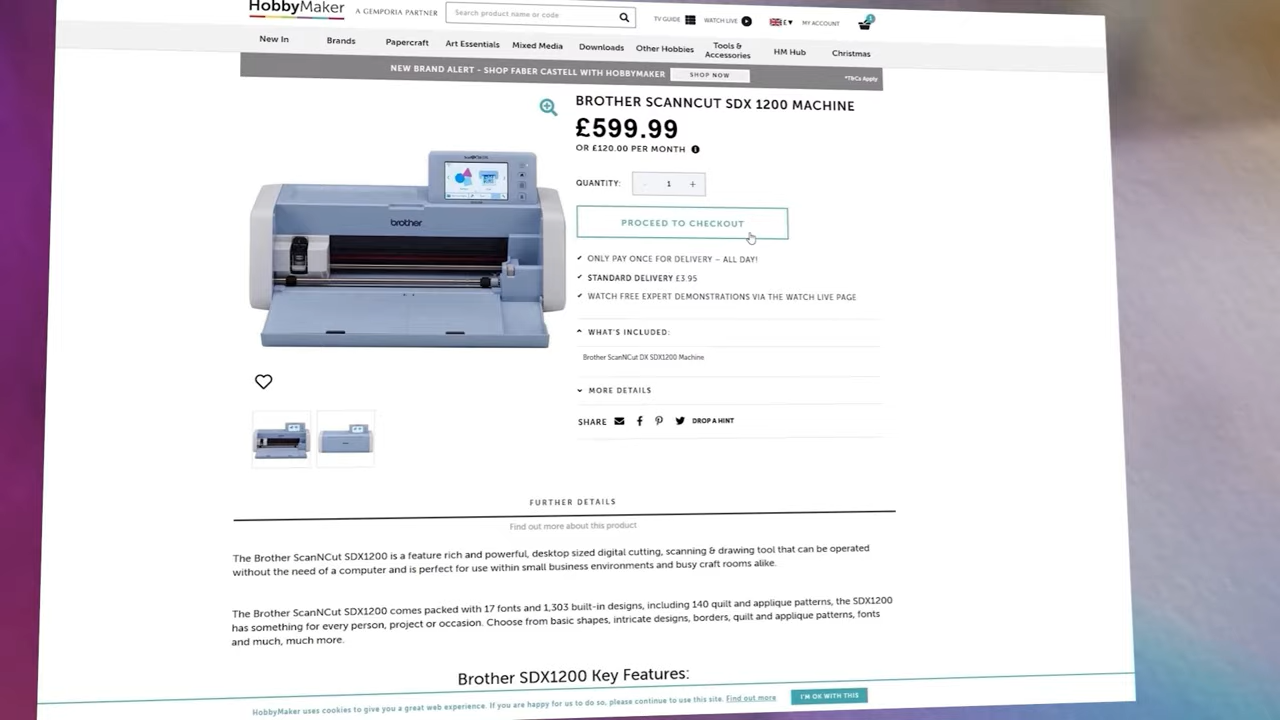 HobbyMaker
A GEMPORIA PARTNER
Search product name or code
TV GUIDE
WATCH LIVE
£
MY ACCOUNT
New In
Brands
Papercraft
Art Essentials
Mixed Media
Downloads
Other Hobbies
Tools &
Accessories
HM Hub
Christmas
NEW BRAND ALERT - SHOP FABER CASTELL WITH HOBBYMAKER
SHOP NOW
*T&Cs Apply
BROTHER SCANNCUT SDX 1200 MACHINE
£599.99
OR £120.00 PER MONTH
QUANTITY:
- 1 +
PROCEED TO CHECKOUT
brother
ONLY PAY ONCE FOR DELIVERY – ALL DAY!
STANDARD DELIVERY £3.95
WATCH FREE EXPERT DEMONSTRATIONS VIA THE WATCH LIVE PAGE
WHAT'S INCLUDED:
Brother ScanNCut DX SDX1200 Machine
MORE DETAILS
SHARE
DROP A HINT
FURTHER DETAILS
Find out more about this product
The Brother ScanNCut SDX1200 is a feature rich and powerful, desktop sized digital cutting, scanning & drawing tool that can be operated
without the need of a computer and is perfect for use within small business environments and busy craft rooms alike.
The Brother ScanNCut SDX1200 comes packed with 17 fonts and 1,303 built-in designs, including 140 quilt and applique patterns, the SDX1200
has something for every person, project or occasion. Choose from basic shapes, intricate designs, borders, quilt and applique patterns, fonts
and much, much more.
Brother SDX1200 Key Features:
HobbyMaker uses cookies to give you a great web experience. If you are happy for us to do so, please continue to use this site. Find out more
I'M OK WITH THIS